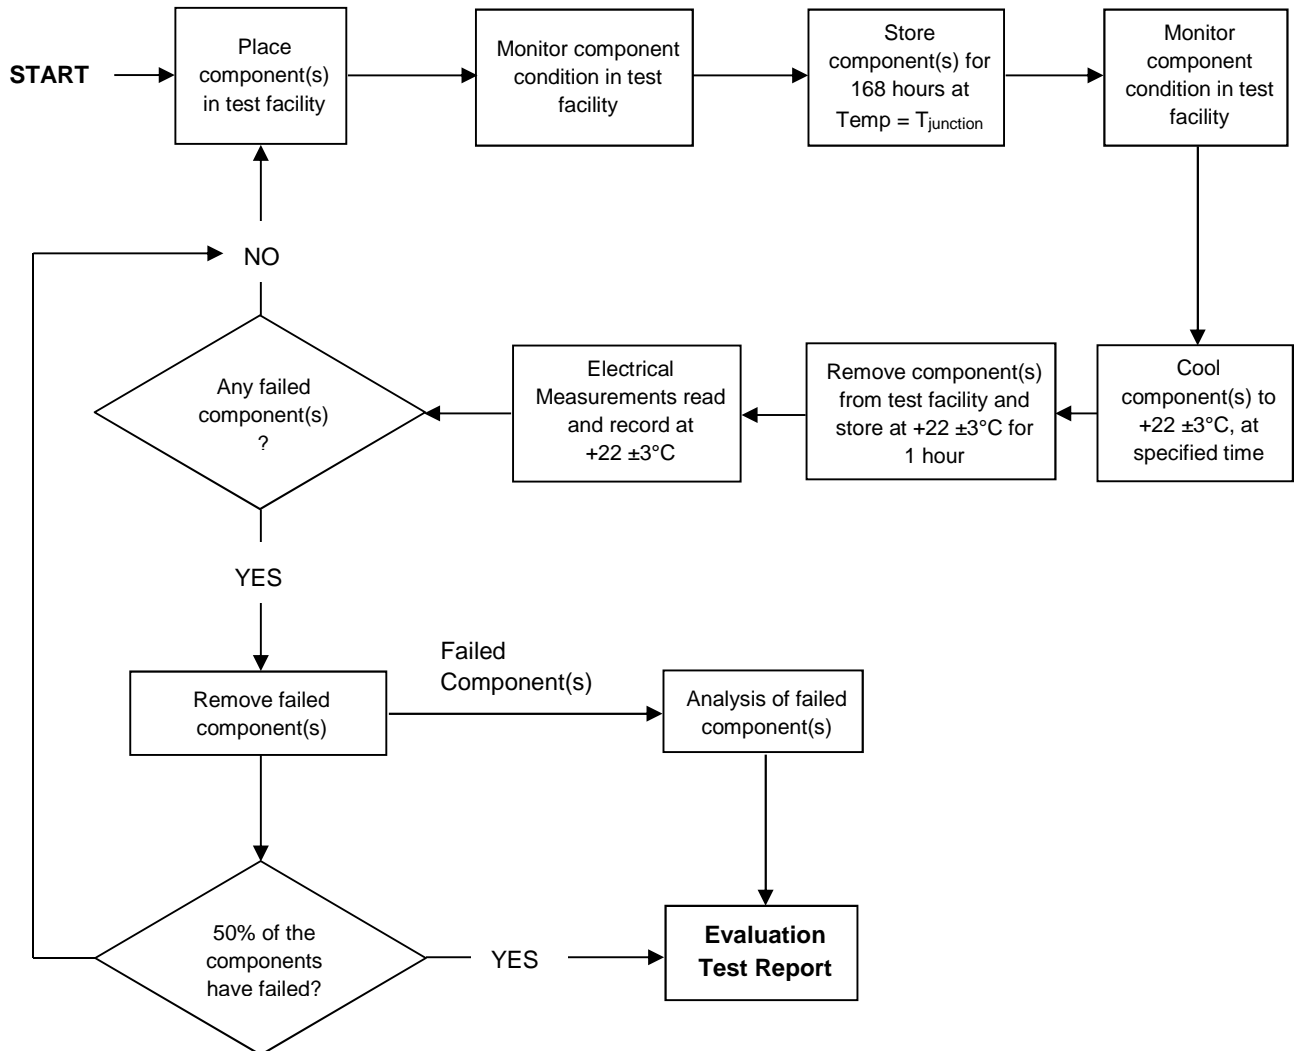 START
Place
component(s)
in test facility
Monitor component
condition in test
facility
Store
component(s) for
168 hours at
Temp = Tjunction
Monitor
component
condition in test
facility
NO
Any failed
component(s)
?
Electrical
Measurements read
and record at
+22 ±3°C
Remove component(s)
from test facility and
store at +22 ±3°C for
1 hour
Cool
component(s) to
+22 ±3°C, at
specified time
YES
Remove failed
component(s)
Failed
Component(s)
Analysis of failed
component(s)
50% of the
components
have failed?
YES
Evaluation
Test Report